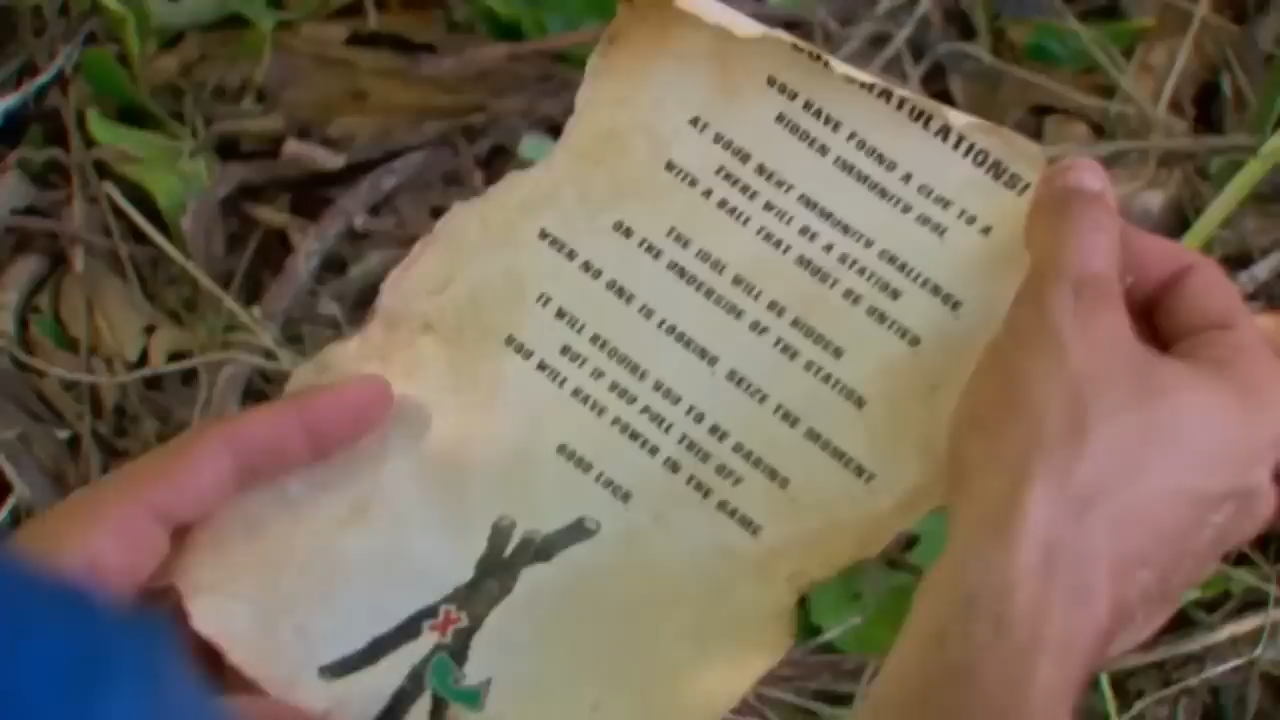 CONGRATULATIONS!
YOU HAVE FOUND A CLUE TO A
HIDDEN IMMUNITY IDOL
AT YOUR NEXT IMMUNITY CHALLENGE
THERE WILL BE A STATION
WITH A BALL THAT MUST BE UNTIED
THE IDOL WILL BE HIDDEN
ON THE UNDERSIDE OF THE STATION
WHEN NO ONE IS LOOKING, SEIZE THE MOMENT
IT WILL REQUIRE YOU TO BE DARING
BUT IF YOU PULL THIS OFF
YOU WILL HAVE POWER IN THE GAME
GOOD LUCK
X